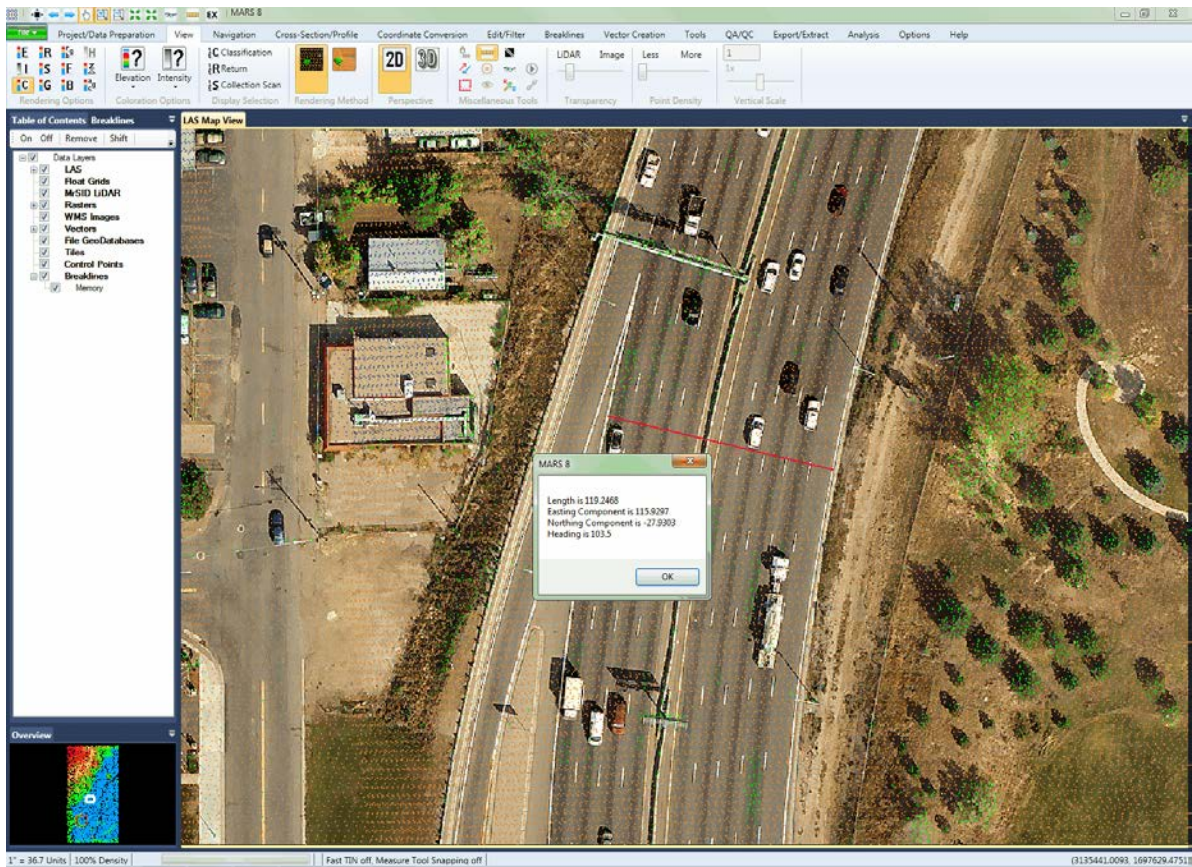 EX | MARS 8
TIN
Project/Data Preparation View Navigation Cross-Section/Profile Coordinate Conversion Edit/Filter Breaklines Vector Creation Tools QA/QC Export/Extract Analysis Options Help
E R H
I S F
C G B
Elevation Intensity
C Classification
R Return
S Collection Scan
2D 3D
LiDAR Image Less More 1
1x
Rendering Options Coloration Options Display Selection Rendering Method Perspective Miscellaneous Tools Transparency Point Density Vertical Scale
Table of Contents Breaklines
LAS Map View
On Off Remove Shift
Data Layers
LAS
Float Grids
MrSID LiDAR
Rasters
WMS Images
Vectors
File GeoDatabases
Tiles
Control Points
Breaklines
Memory
MARS 8
Length is 119.2468
Easting Component is 115.9297
Northing Component is -27.9303
Heading is 103.5
OK
Overview
1" = 36.7 Units 100% Density Fast TIN off, Measure Tool Snapping off (3135441.0093, 1697629.475)